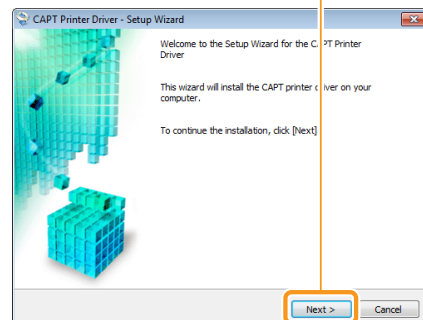 CAPT Printer Driver - Setup Wizard
Welcome to the Setup Wizard for the CAPT Printer
Driver
This wizard will install the CAPT printer driver on your
computer.
To continue the installation, click [Next]
Next >
Cancel